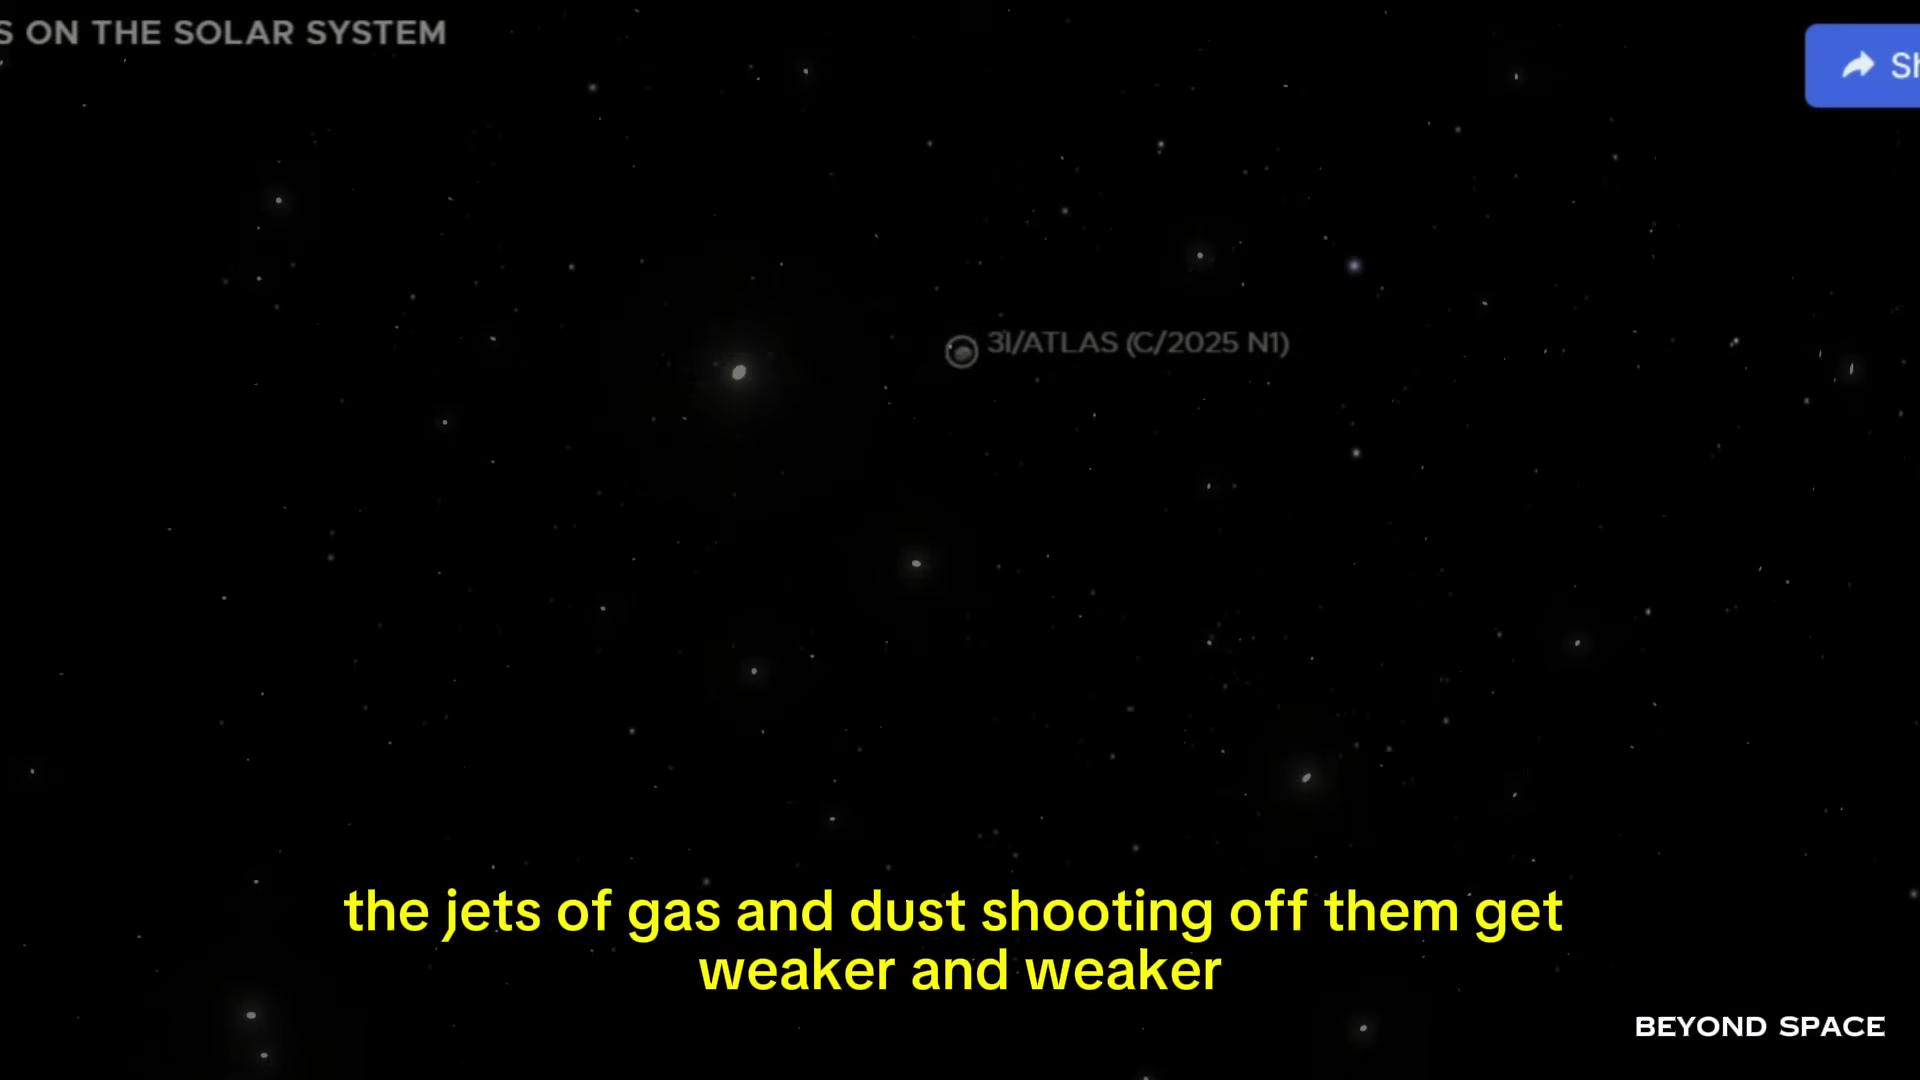 S ON THE SOLAR SYSTEM
Sh
3I/ATLAS (C/2025 N1)
the jets of gas and dust shooting off them get
weaker and weaker
BEYOND SPACE